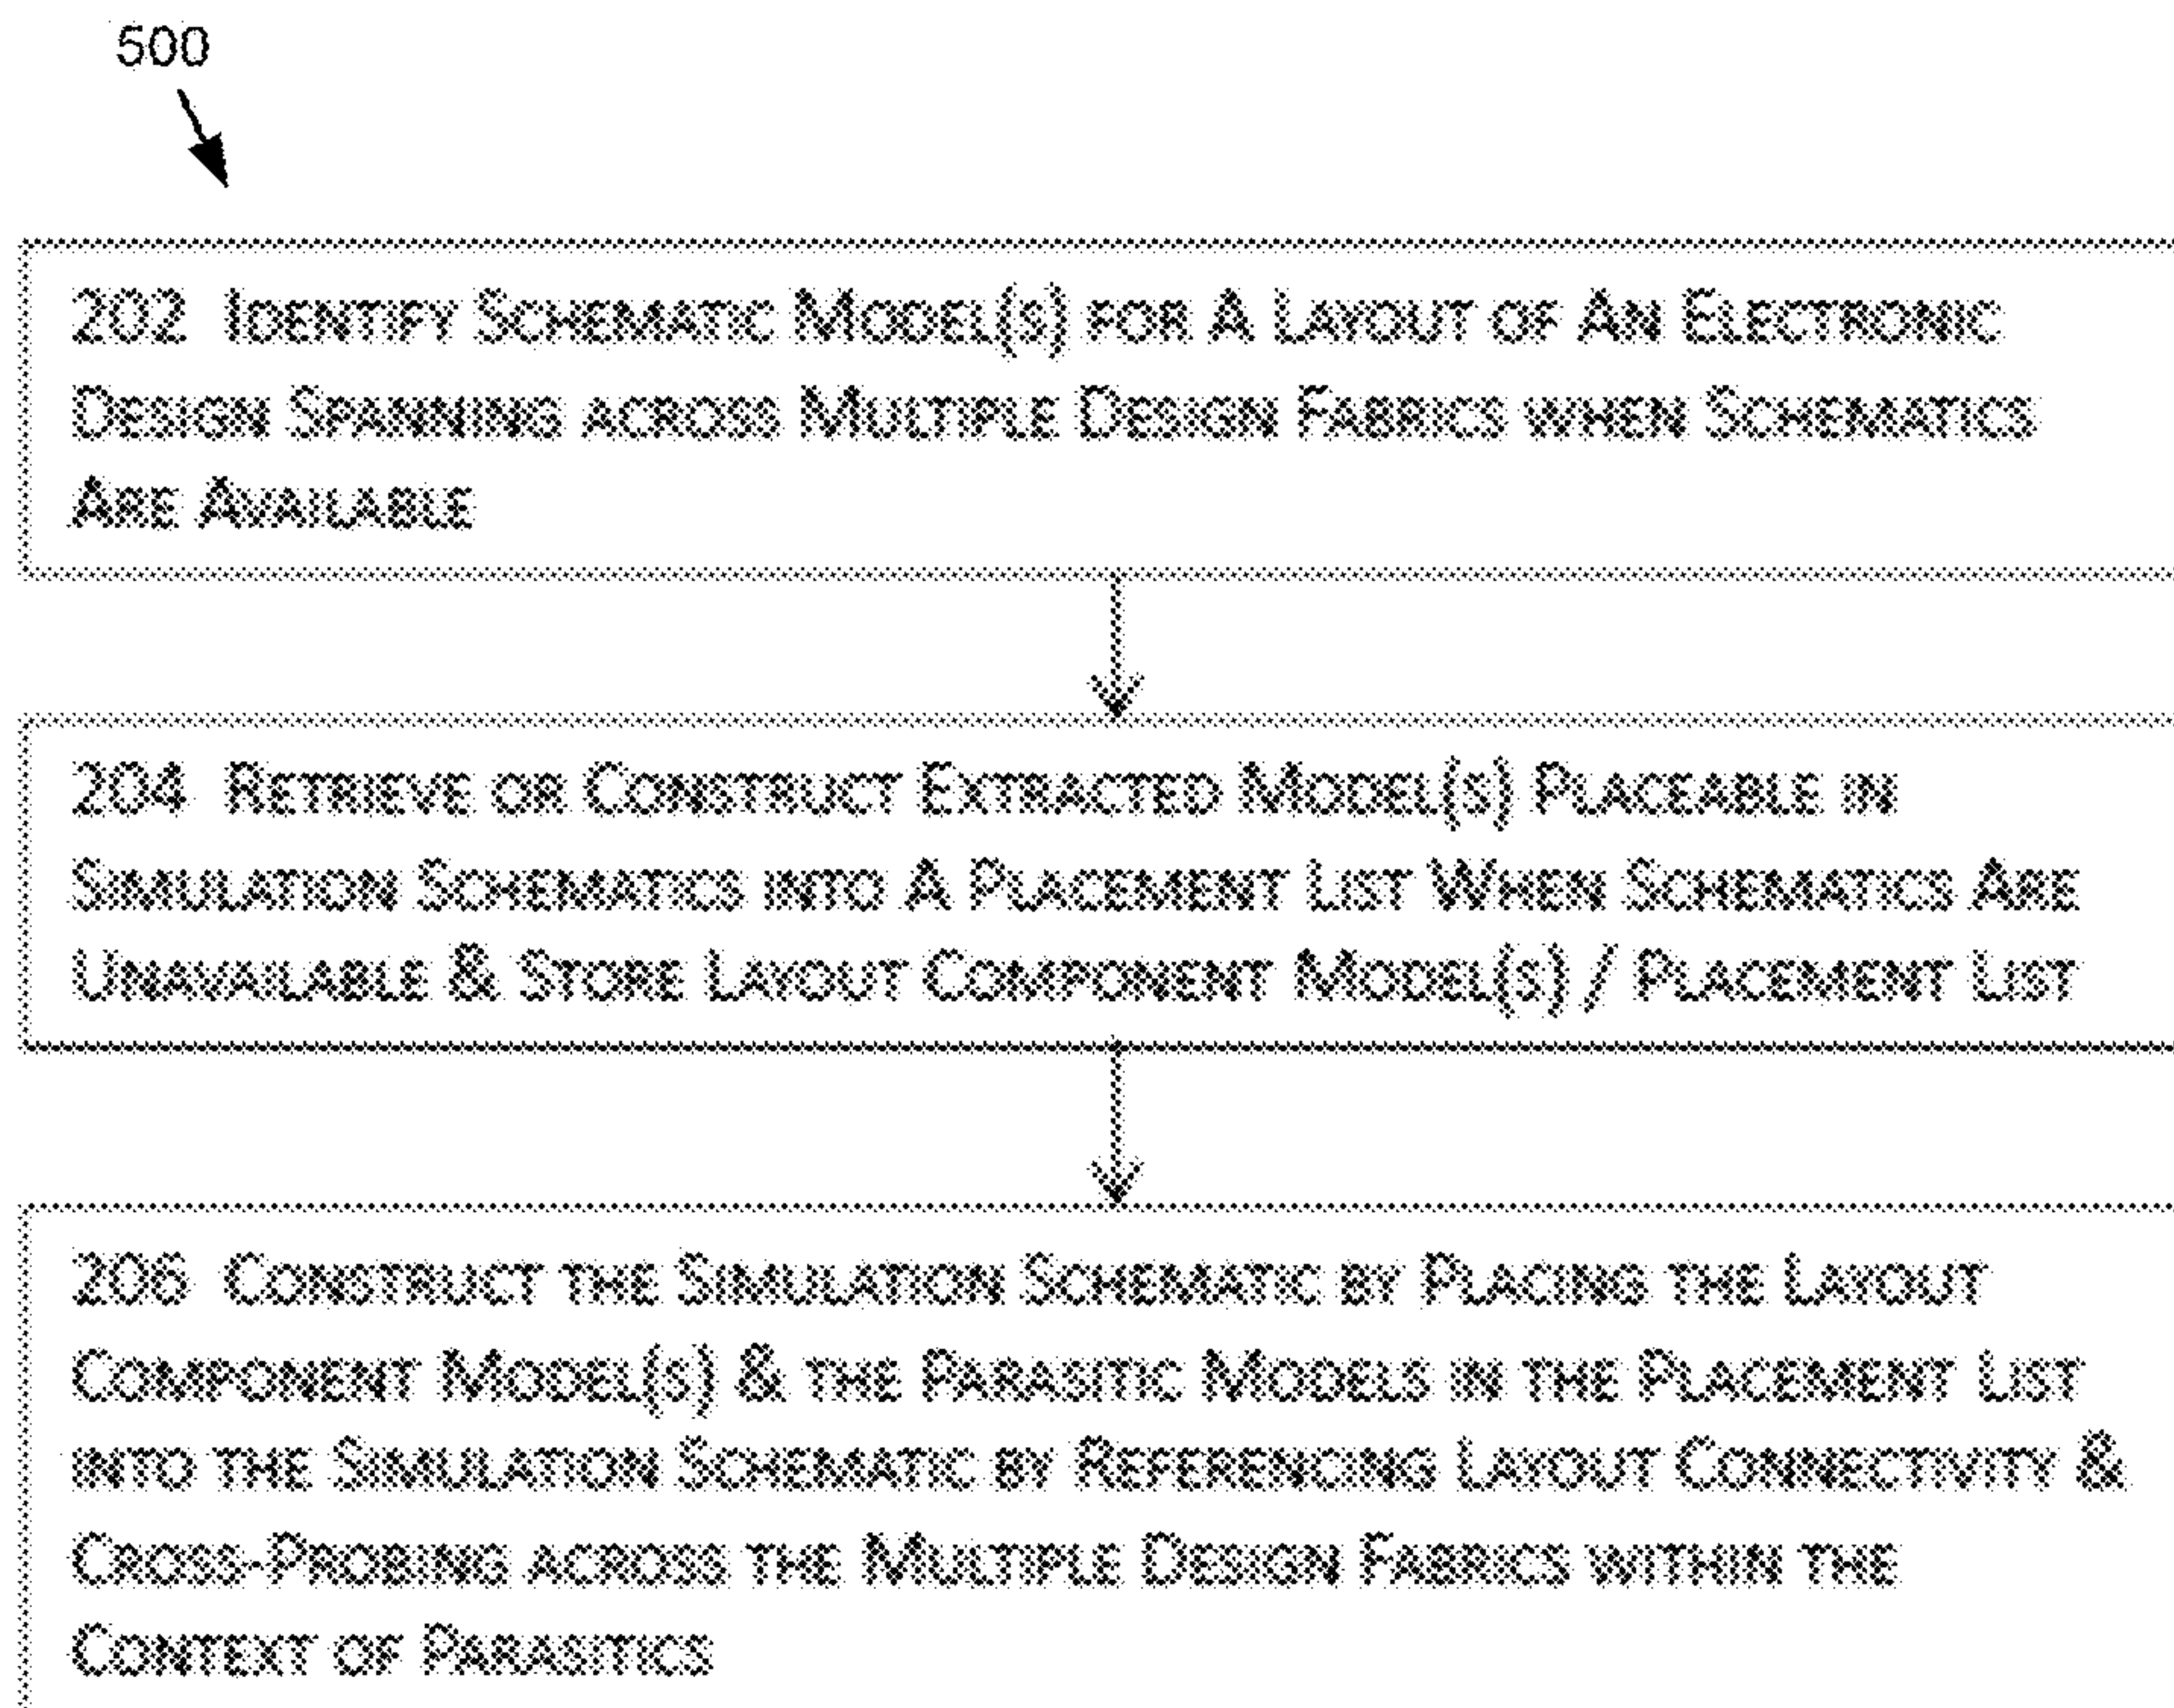 500
202 Identify Schematic Model(s) for A Layout of An Electronic
Design Spanning across Multiple Design Fabrics when Schematics
Are Available
204 Retrieve or Construct Extracted Model(s) Placeable in
Simulation Schematics into A Placement List When Schematics Are
Unavailable & Store Layout Component Model(s) / Placement List
206 Construct the Simulation Schematic by Placing the Layout
Component Model(s) & the Parasitic Models in the Placement List
into the Simulation Schematic by Referencing Layout Connectivity &
Cross-Probing across the Multiple Design Fabrics within the
Context of Parasitics